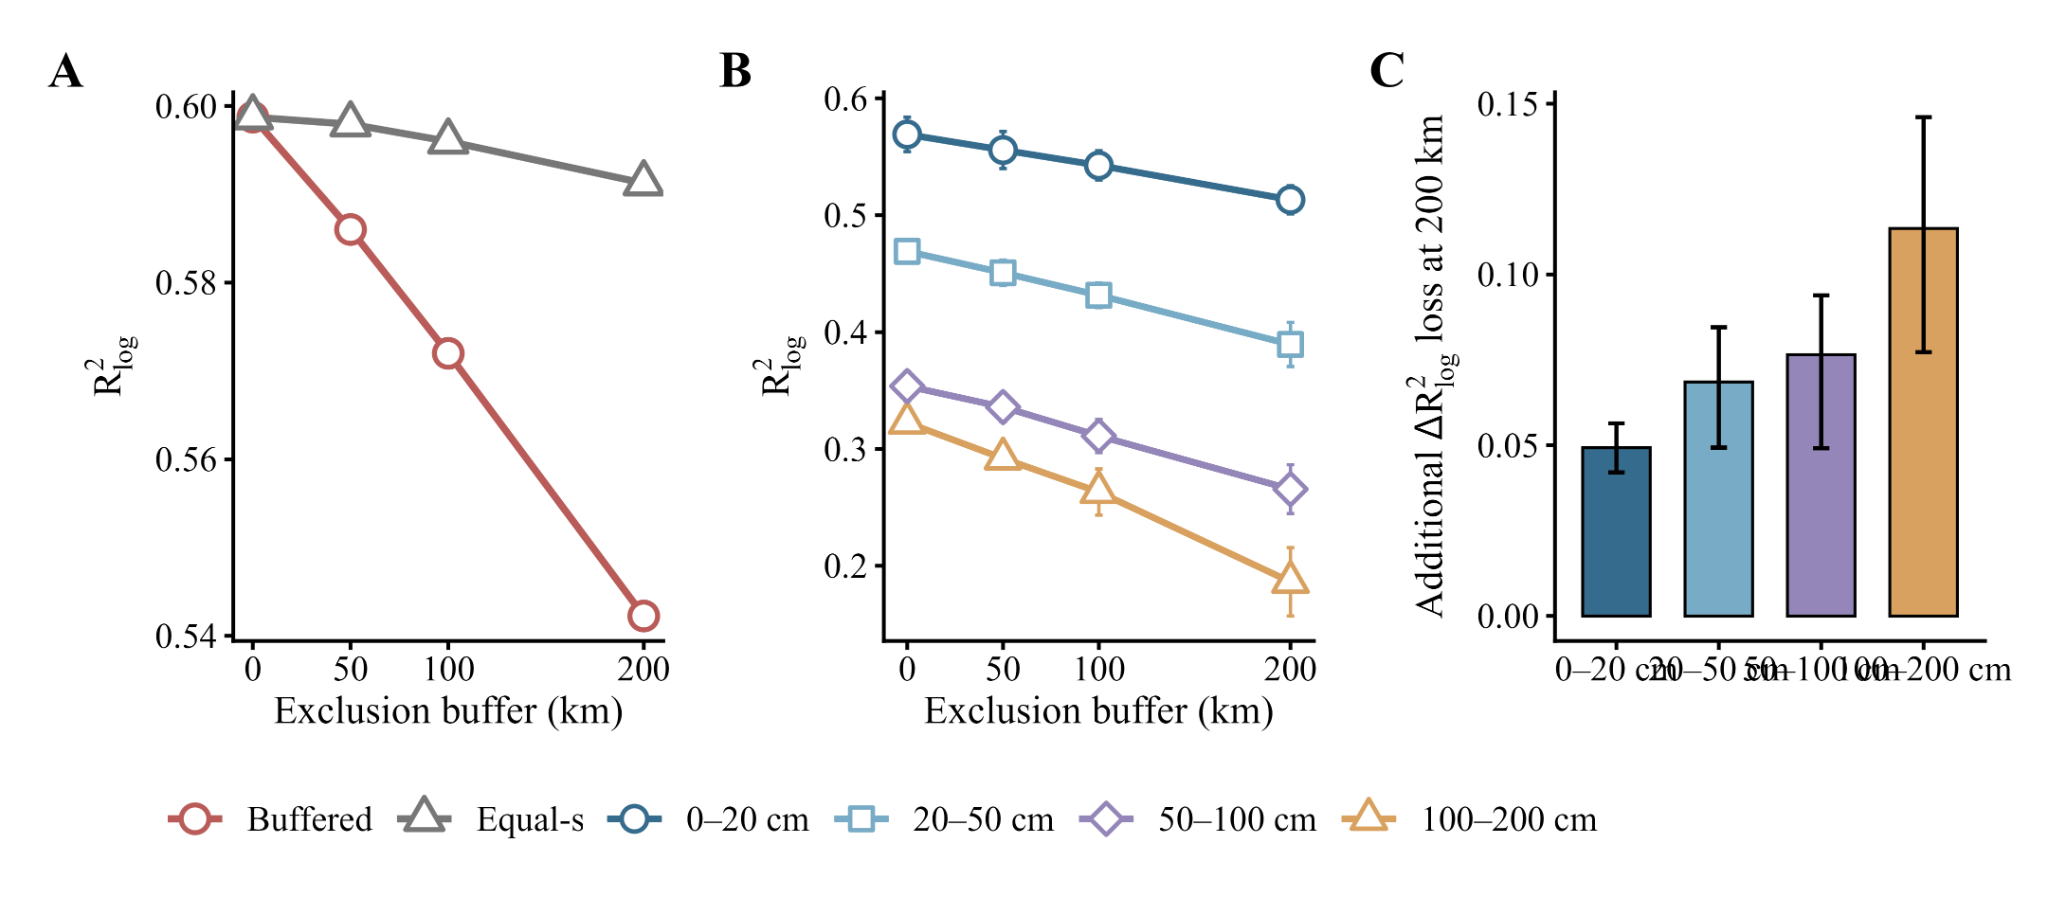 A
R²log
0.60
0.58
0.56
0.54
0 50 100 200
Exclusion buffer (km)
B
R²log
0.6
0.5
0.4
0.3
0.2
0 50 100 200
Exclusion buffer (km)
C
Additional ΔR²log loss at 200 km
0.15
0.10
0.05
0.00
0–20 cm 20–50 cm 50–100 cm 100–200 cm
Buffered Equal-s 0–20 cm 20–50 cm 50–100 cm 100–200 cm